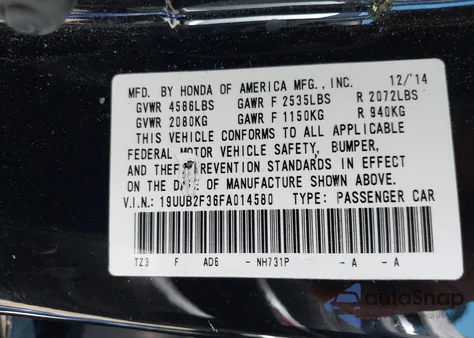 MFD. BY HONDA OF AMERICA MFG., INC. 12/'14
GVWR 4586LBS GAWR F 2535LBS R 2072LBS
GVWR 2080KG GAWR F 1150KG R 940KG
THIS VEHICLE CONFORMS TO ALL APPLICABLE
FEDERAL MOTOR VEHICLE SAFETY, BUMPER,
AND THEFT PREVENTION STANDARDS IN EFFECT
ON THE DATE OF MANUFACTURE SHOWN ABOVE.
V.I.N.: 19UUB2F36FA014580 TYPE: PASSENGER CAR
TZ3 F AD6 - NH731P - A - A
autoSnap